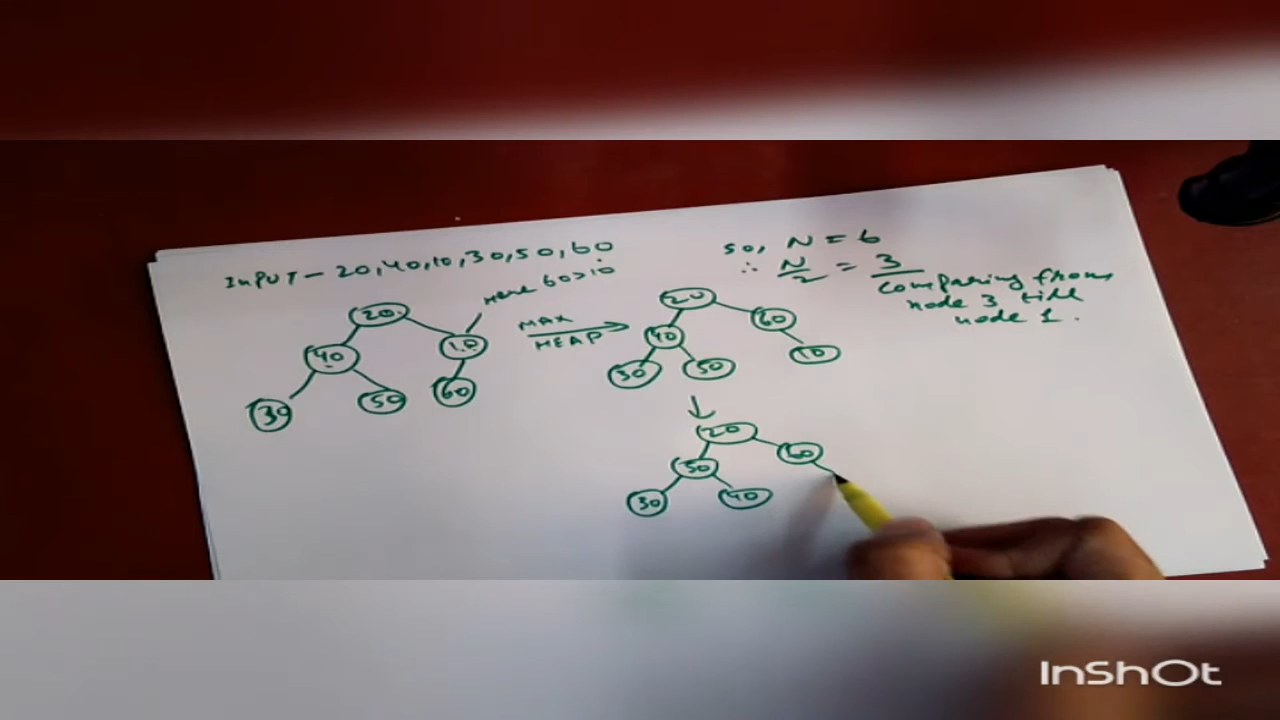 INPUT - 20,40,10,30,50,60
Here 60>10
20
40
10
30
50
60
MAX
HEAP
so, N = 6
∴ N/2 = 3
comparing from
node 3 till
node 1.
20
60
40
10
30
50
20
60
50
30
40
InShOt